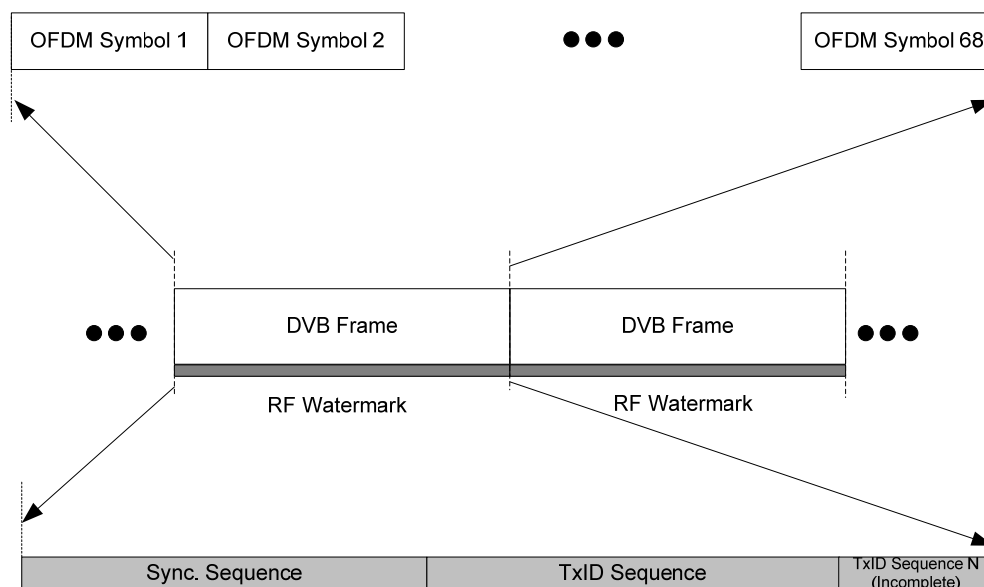 OFDM Symbol 1
OFDM Symbol 2
OFDM Symbol 68
DVB Frame
DVB Frame
RF Watermark
RF Watermark
Sync. Sequence
TxID Sequence
TxID Sequence N
(Incomplete)